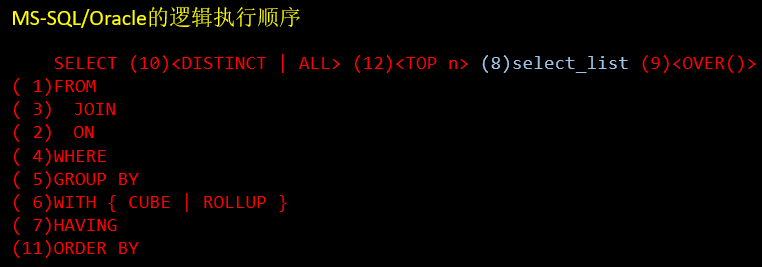 MS-SQL/Oracle的逻辑执行顺序
SELECT (10)<DISTINCT | ALL> (12)<TOP n> (8)select_list (9)<OVER()>
( 1)FROM
( 3) JOIN
( 2) ON
( 4)WHERE
( 5)GROUP BY
( 6)WITH { CUBE | ROLLUP }
( 7)HAVING
(11)ORDER BY